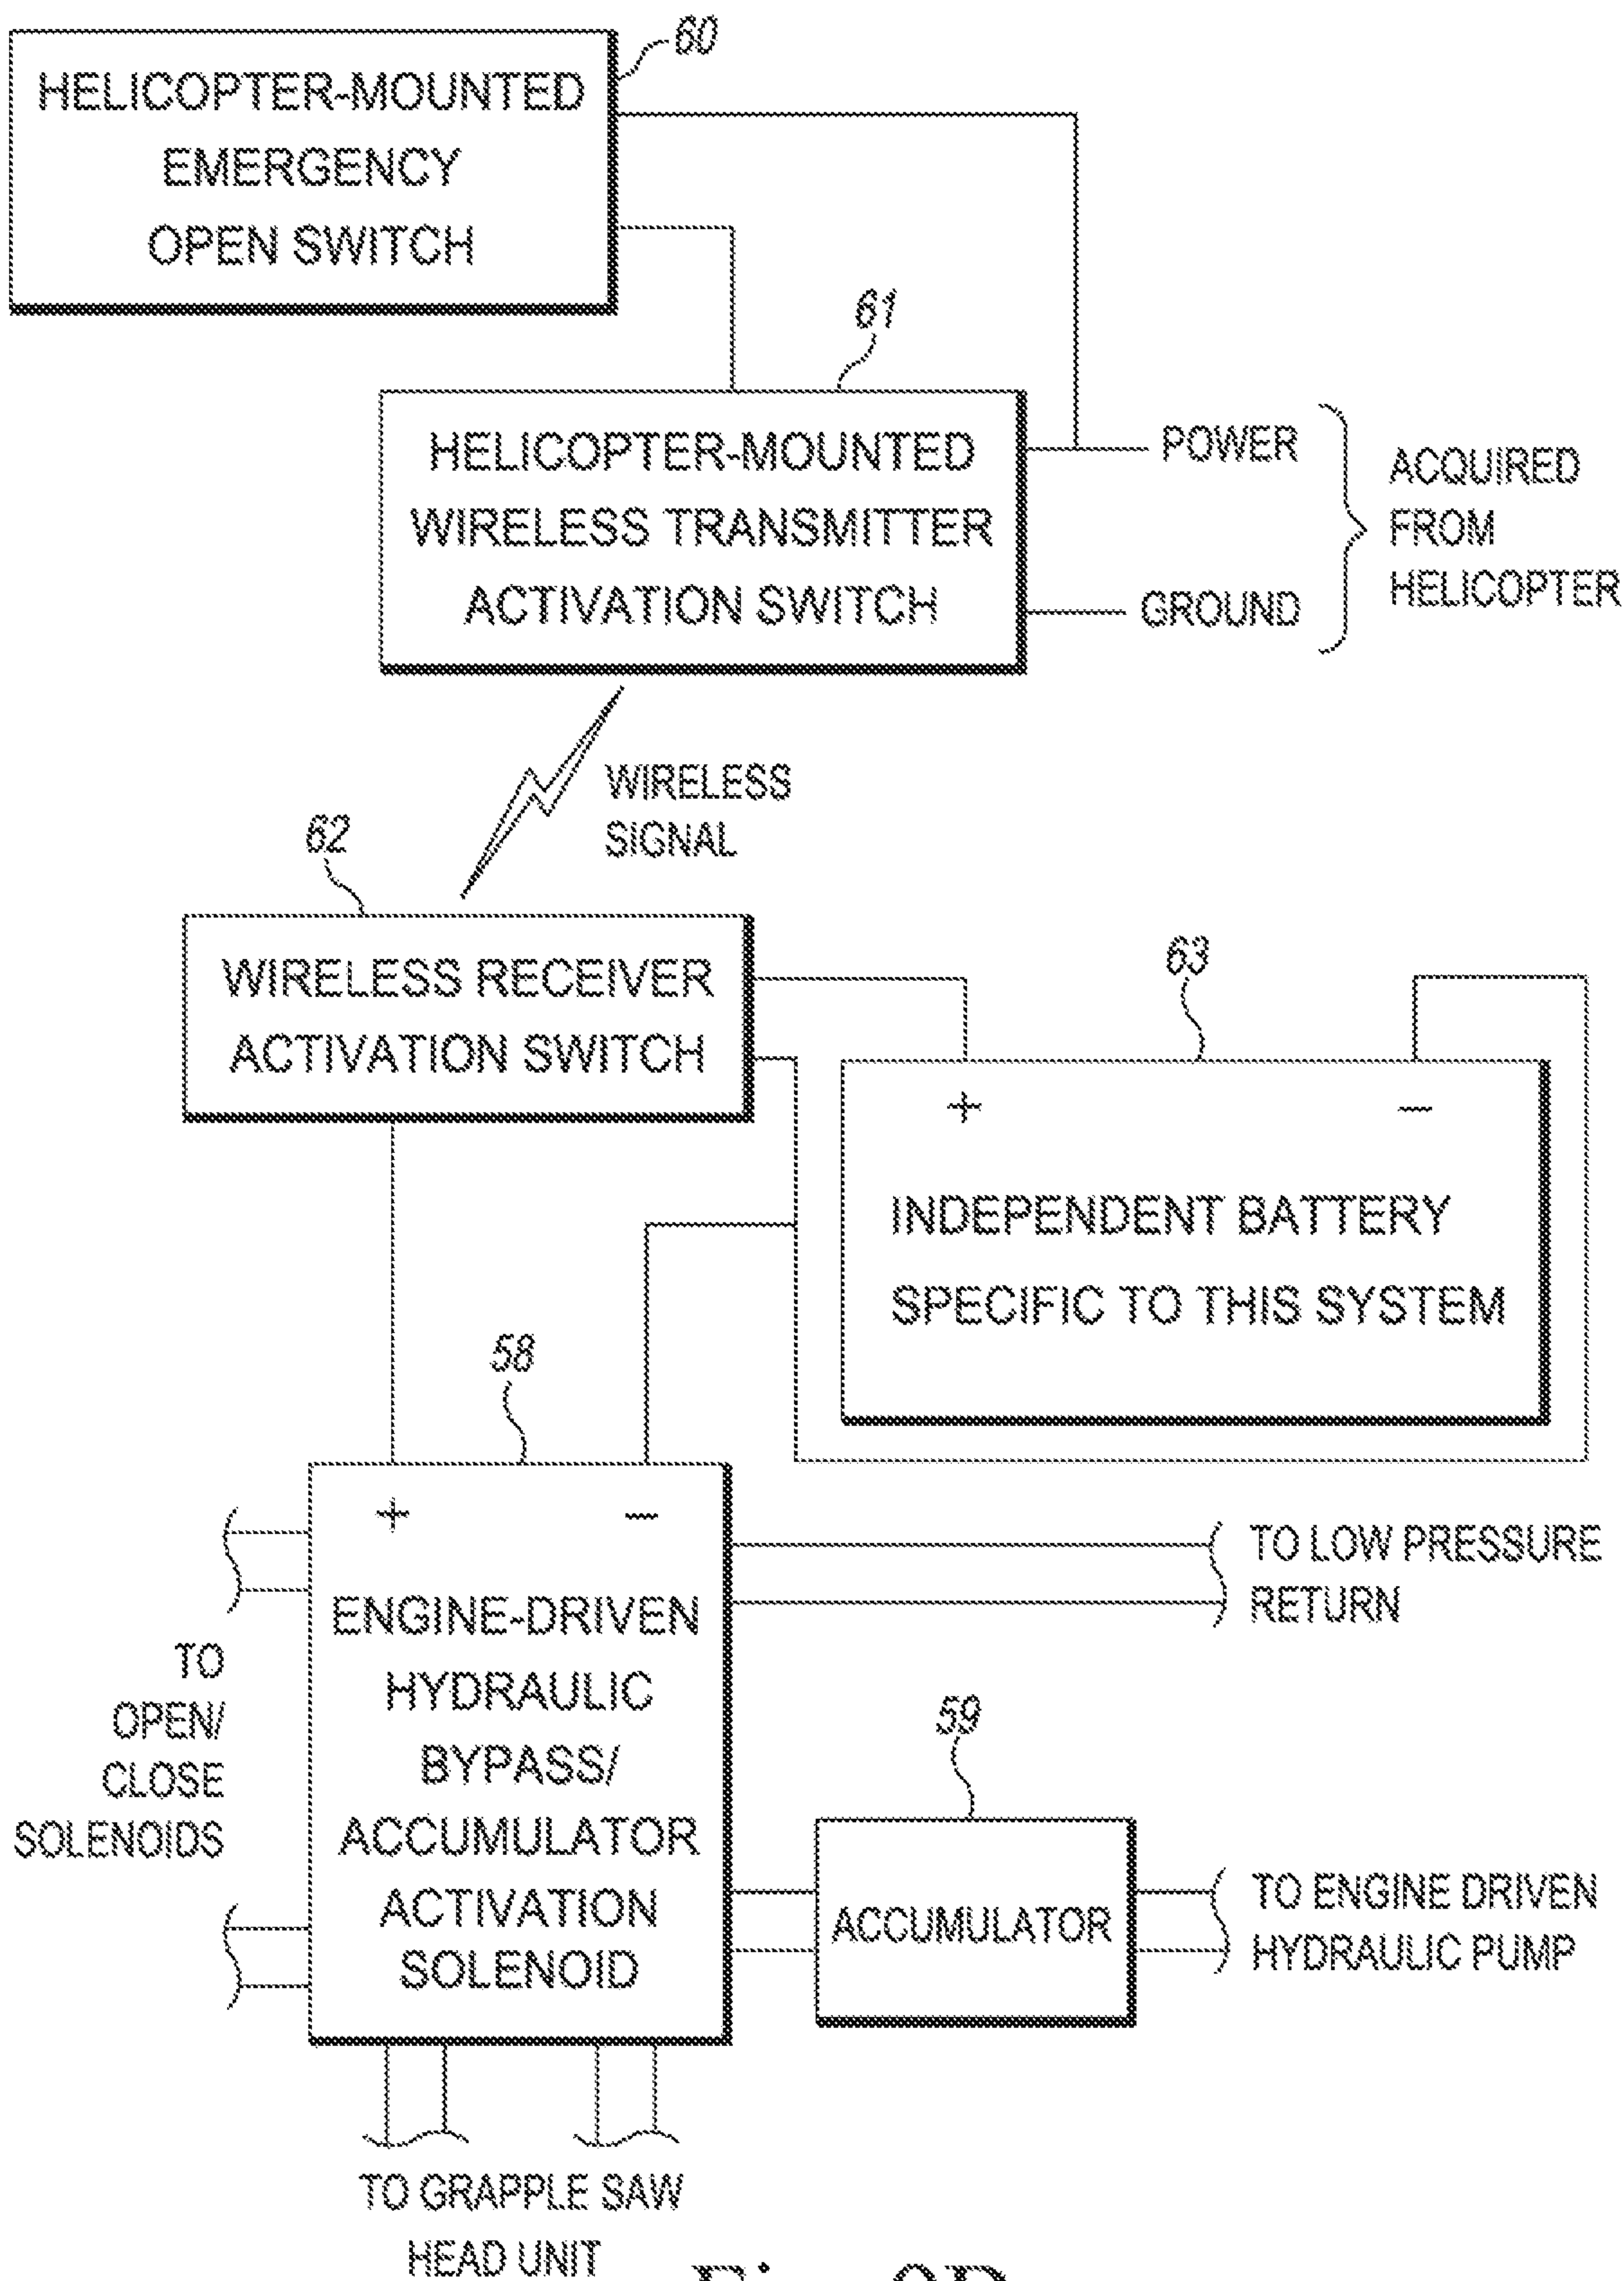 60
HELICOPTER-MOUNTED
EMERGENCY
OPEN SWITCH
61
HELICOPTER-MOUNTED
WIRELESS TRANSMITTER
ACTIVATION SWITCH
POWER
GROUND
ACQUIRED
FROM
HELICOPTER
WIRELESS
SIGNAL
62
WIRELESS RECEIVER
ACTIVATION SWITCH
63
+ −
INDEPENDENT BATTERY
SPECIFIC TO THIS SYSTEM
58
+ −
ENGINE-DRIVEN
HYDRAULIC
BYPASS/
ACCUMULATOR
ACTIVATION
SOLENOID
TO
OPEN/
CLOSE
SOLENOIDS
TO LOW PRESSURE
RETURN
59
ACCUMULATOR
TO ENGINE DRIVEN
HYDRAULIC PUMP
TO GRAPPLE SAW
HEAD UNIT